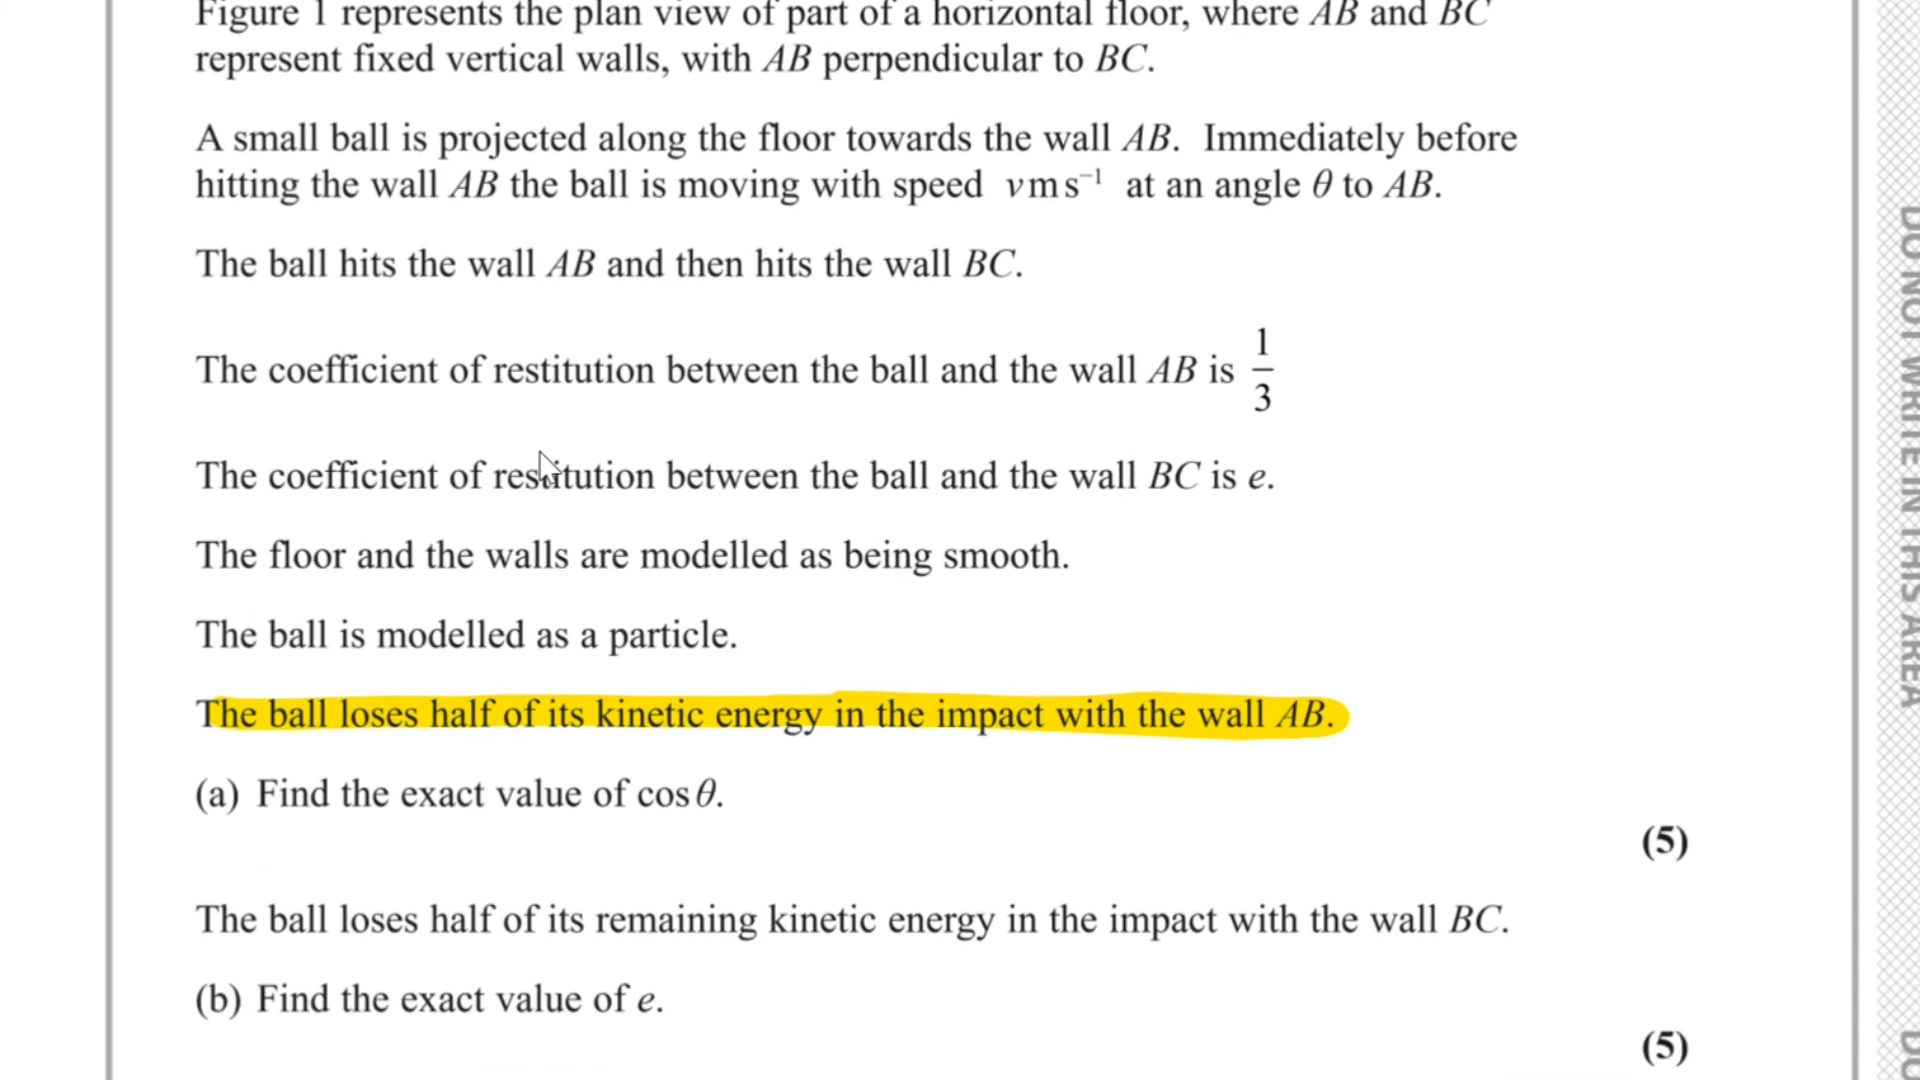 Figure 1 represents the plan view of part of a horizontal floor, where AB and BC
represent fixed vertical walls, with AB perpendicular to BC.
A small ball is projected along the floor towards the wall AB. Immediately before
hitting the wall AB the ball is moving with speed v m s⁻¹ at an angle θ to AB.
The ball hits the wall AB and then hits the wall BC.
The coefficient of restitution between the ball and the wall AB is 1/3
The coefficient of restitution between the ball and the wall BC is e.
The floor and the walls are modelled as being smooth.
The ball is modelled as a particle.
The ball loses half of its kinetic energy in the impact with the wall AB.
(a) Find the exact value of cos θ.
(5)
The ball loses half of its remaining kinetic energy in the impact with the wall BC.
(b) Find the exact value of e.
(5)
DO NOT WRITE IN THIS AREA